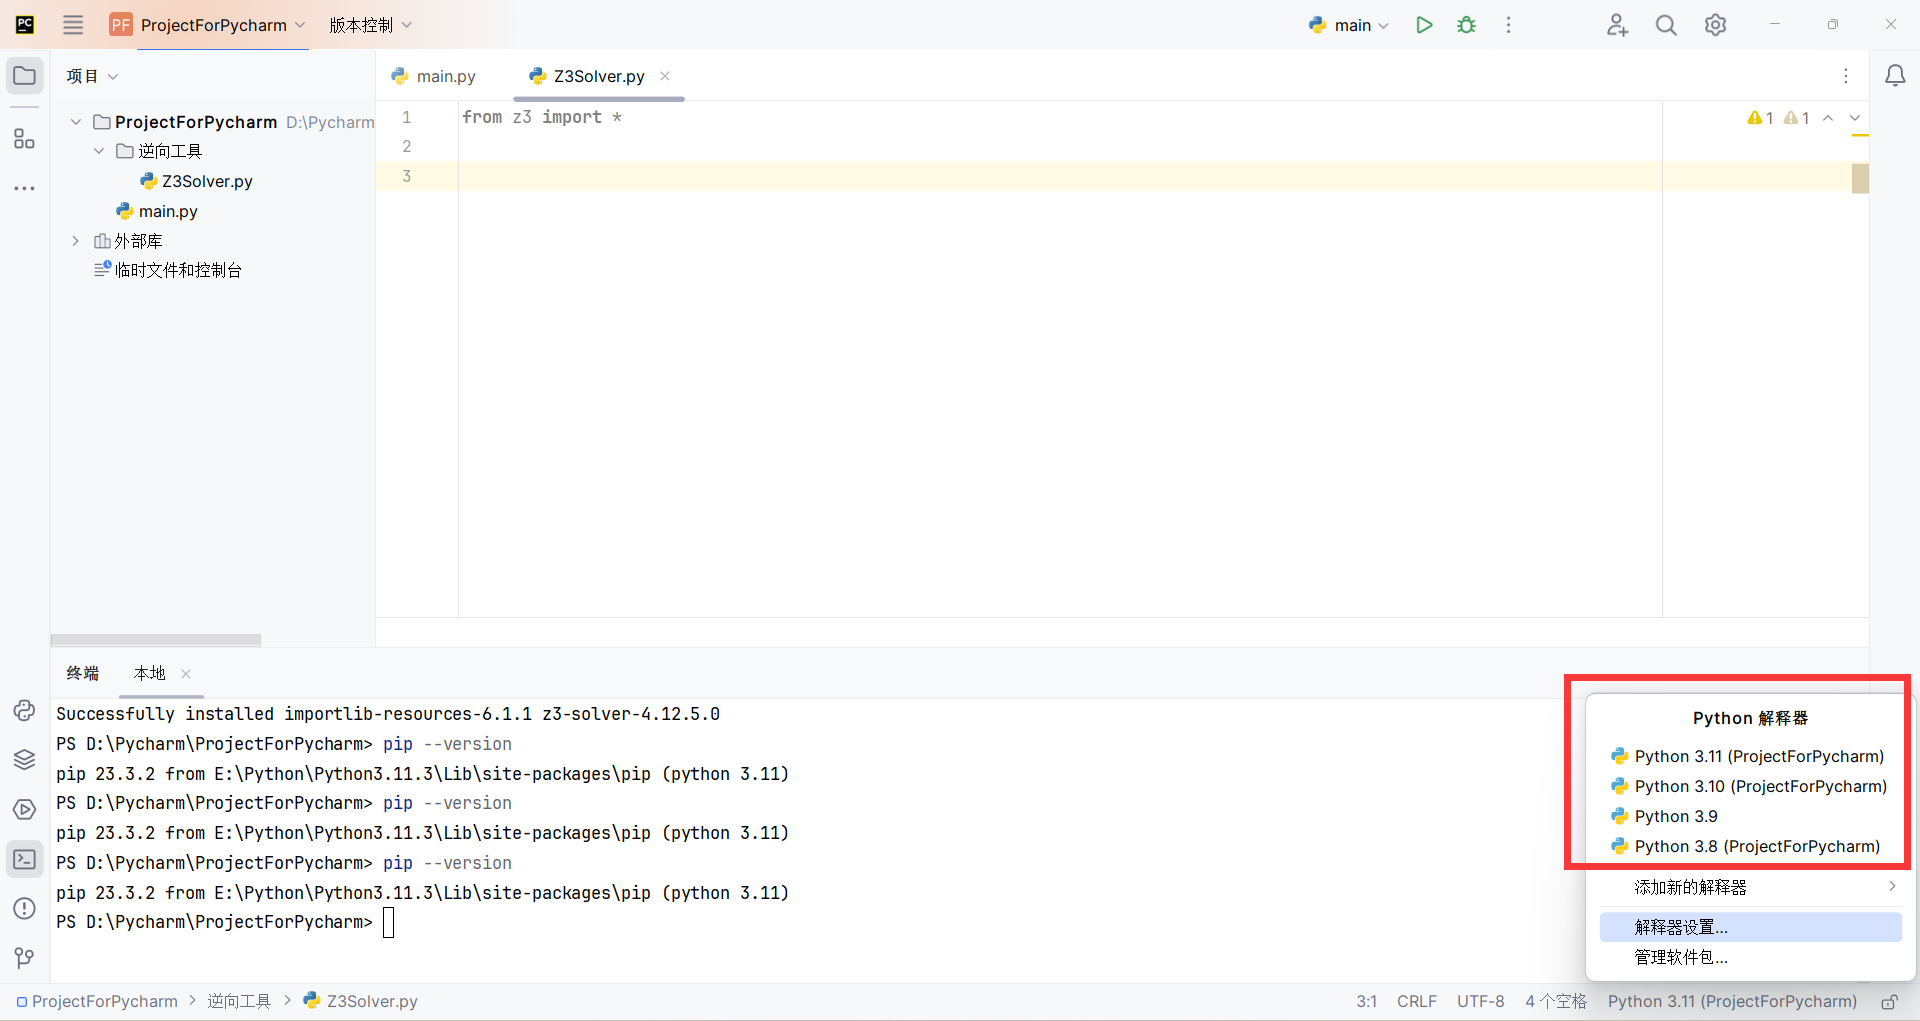 PC
PF ProjectForPycharm 版本控制 main
项目
main.py Z3Solver.py
ProjectForPycharm D:\Pycharm
逆向工具
Z3Solver.py
main.py
外部库
临时文件和控制台
1 from z3 import * 1 1
2
3
终端 本地
Successfully installed importlib-resources-6.1.1 z3-solver-4.12.5.0
PS D:\Pycharm\ProjectForPycharm> pip --version
pip 23.3.2 from E:\Python\Python3.11.3\Lib\site-packages\pip (python 3.11)
PS D:\Pycharm\ProjectForPycharm> pip --version
pip 23.3.2 from E:\Python\Python3.11.3\Lib\site-packages\pip (python 3.11)
PS D:\Pycharm\ProjectForPycharm> pip --version
pip 23.3.2 from E:\Python\Python3.11.3\Lib\site-packages\pip (python 3.11)
PS D:\Pycharm\ProjectForPycharm>
Python 解释器
Python 3.11 (ProjectForPycharm)
Python 3.10 (ProjectForPycharm)
Python 3.9
Python 3.8 (ProjectForPycharm)
添加新的解释器
解释器设置...
管理软件包...
ProjectForPycharm > 逆向工具 > Z3Solver.py 3:1 CRLF UTF-8 4 个空格 Python 3.11 (ProjectForPycharm)